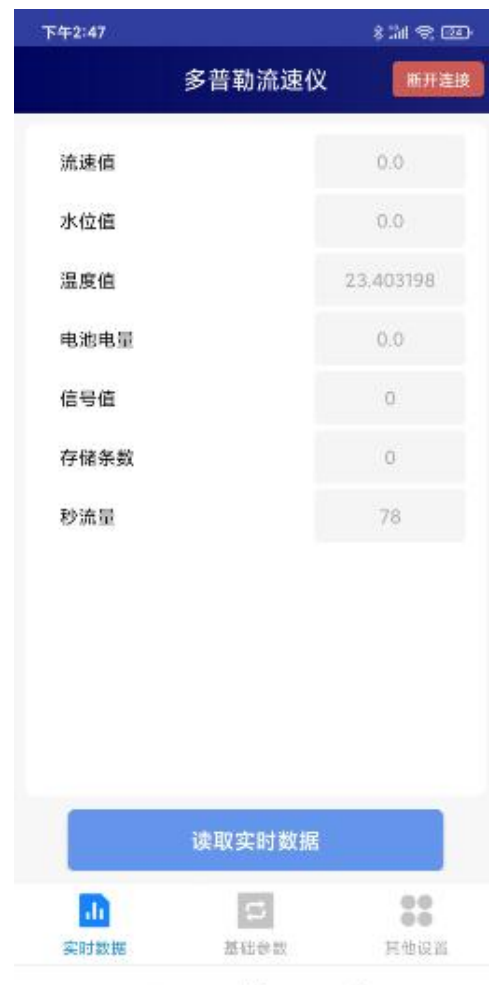 下午2:47 24
多普勒流速仪 断开连接
流速值 0.0
水位值 0.0
温度值 23.403198
电池电量 0.0
信号值 0
存储条数 0
秒流量 78
读取实时数据
实时数据 基础参数 其他设置